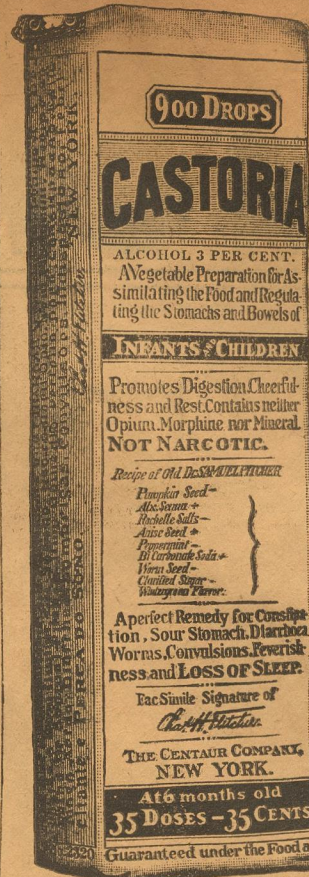 900 DROPS
CASTORIA
ALCOHOL 3 PER CENT.
AVegetable Preparation for As-
similating the Food and Regula-
ting the Stomachs and Bowels of
INFANTS & CHILDREN
Promotes Digestion.Cheerful-
ness and Rest.Contains neither
Opium.Morphine nor Mineral.
NOT NARCOTIC.
Recipe of Old Dr.SAMUEL PITCHER
Pumpkin Seed-
Alx.Senna +
Rochelle Salts-
Anise Seed +
Peppermint-
Bi Carbonate Soda+
Worm Seed-
Clarified Sugar-
Wintergreen Flavor.
A perfect Remedy for Constipa-
tion, Sour Stomach, Diarrhoea
Worms, Convulsions.Feverish-
ness and LOSS OF SLEEP.
Fac Simile Signature of
Chas. H. Fletcher.
THE CENTAUR COMPANY,
NEW YORK.
At 6 months old
35 DOSES - 35 CENTS
Guaranteed under the Food a
NEW YORK
Chas. H. Fletcher